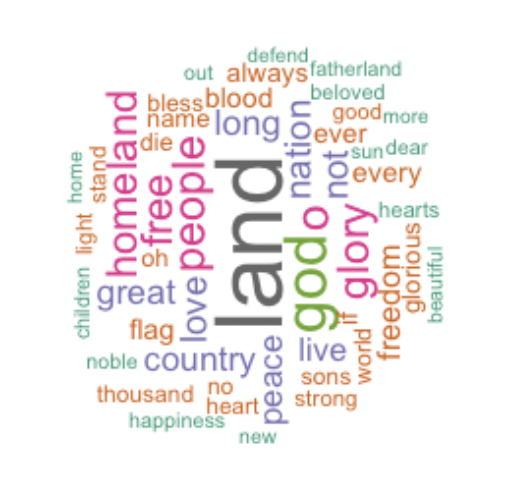 defend
out
always
fatherland
beloved
bless
blood
good
more
name
long
ever
die
sun
dear
every
nation
not
homeland
free
people
land
god
o
glory
home
stand
light
oh
hearts
glorious
beautiful
freedom
children
great
love
flag
country
live
if
world
noble
peace
sons
thousand
no
heart
strong
happiness
new